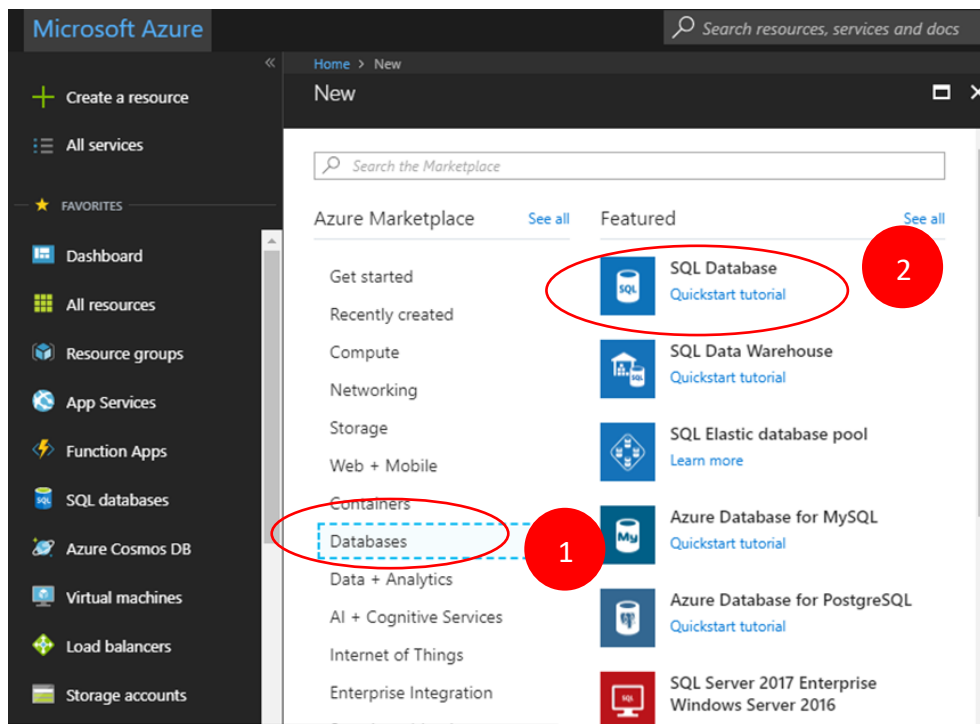 Microsoft Azure
Search resources, services and docs
Create a resource
All services
FAVORITES
Dashboard
All resources
Resource groups
App Services
Function Apps
SQL databases
Azure Cosmos DB
Virtual machines
Load balancers
Storage accounts
Home > New
New
Search the Marketplace
Azure Marketplace See all
Get started
Recently created
Compute
Networking
Storage
Web + Mobile
Containers
Databases
1
Data + Analytics
AI + Cognitive Services
Internet of Things
Enterprise Integration
Featured See all
SQL
SQL Database
Quickstart tutorial
2
SQL
SQL Data Warehouse
Quickstart tutorial
SQL Elastic database pool
Learn more
My
Azure Database for MySQL
Quickstart tutorial
Azure Database for PostgreSQL
Quickstart tutorial
SQL
SQL Server 2017 Enterprise
Windows Server 2016